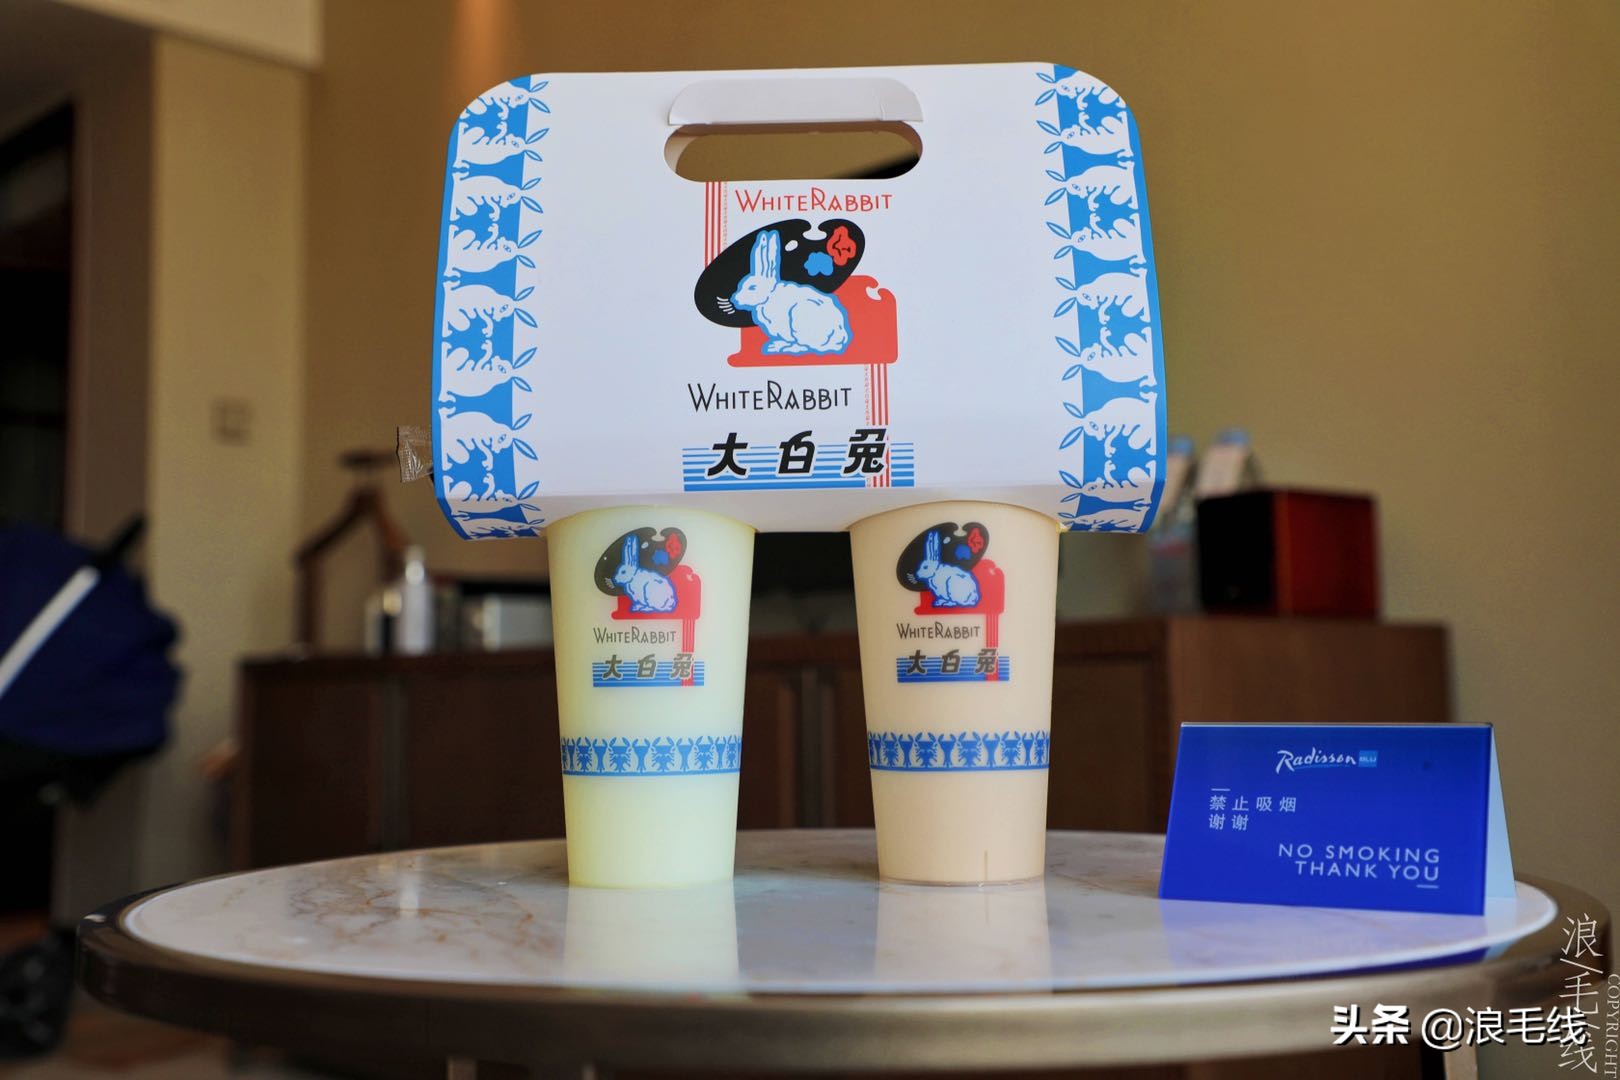 WHITERABBIT
WHITERABBIT
大白兔
WHITERABBIT
大白兔
WHITERABBIT
大白兔
Radisson BLU
禁止吸烟
谢谢
NO SMOKING
THANK YOU
浪毛线
COPYRIGHT
头条 @浪毛线